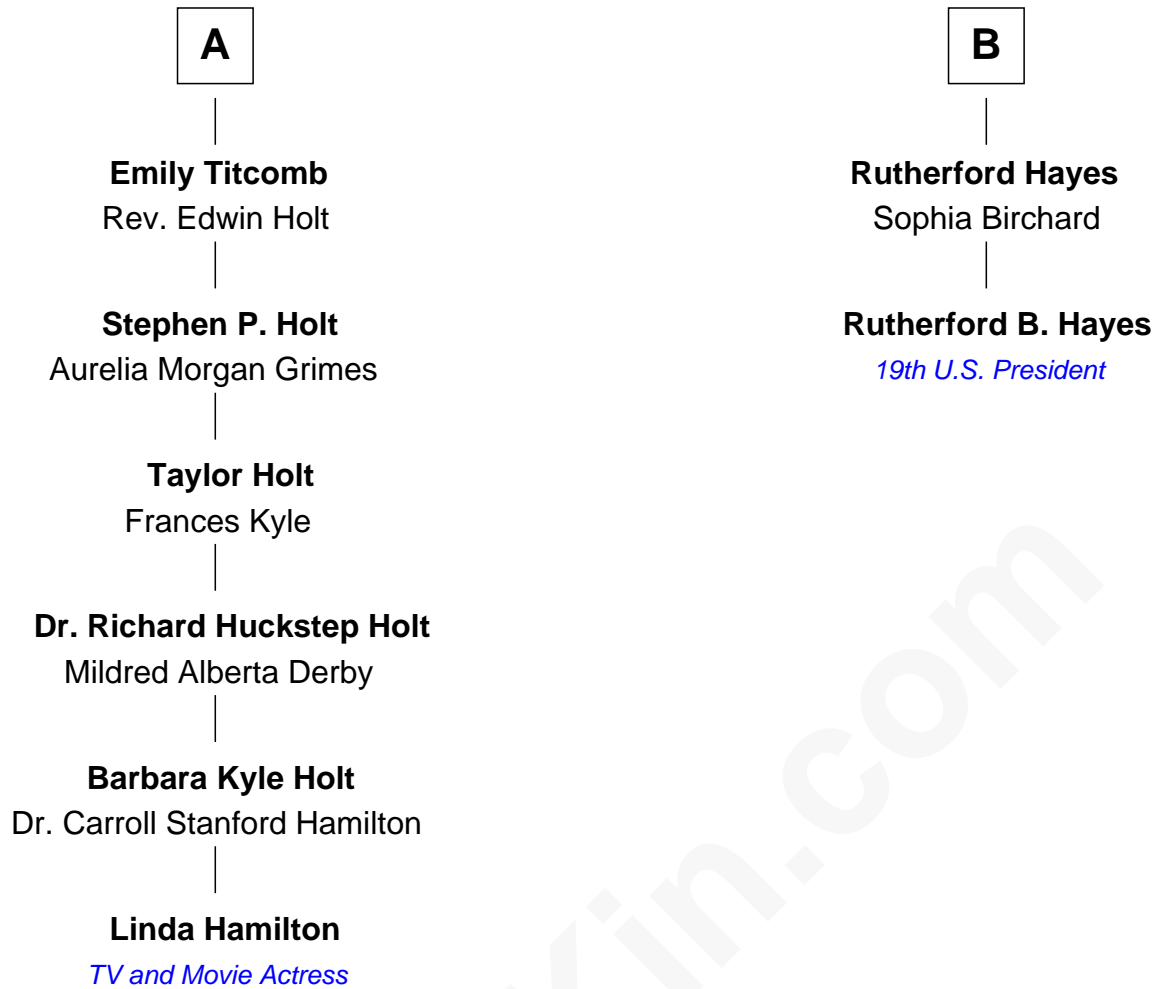 A
Emily Titcomb
Rev. Edwin Holt
Stephen P. Holt
Aurelia Morgan Grimes
Taylor Holt
Frances Kyle
Dr. Richard Huckstep Holt
Mildred Alberta Derby
Barbara Kyle Holt
Dr. Carroll Stanford Hamilton
Linda Hamilton
TV and Movie Actress
B
Rutherford Hayes
Sophia Birchard
Rutherford B. Hayes
19th U.S. President